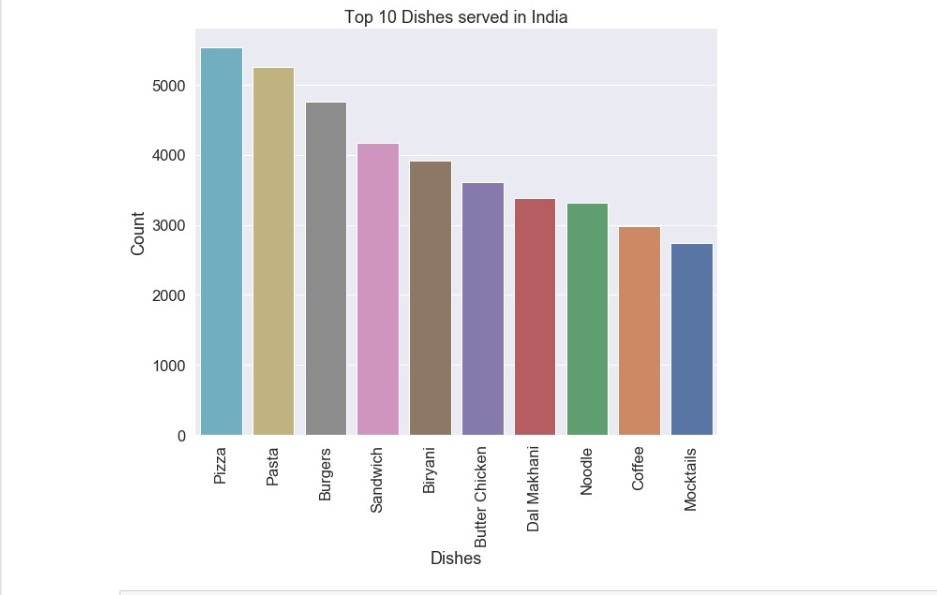 Top 10 Dishes served in India
5000
4000
3000
2000
1000
0
Count
Pizza
Pasta
Burgers
Sandwich
Biryani
Butter Chicken
Dal Makhani
Noodle
Coffee
Mocktails
Dishes